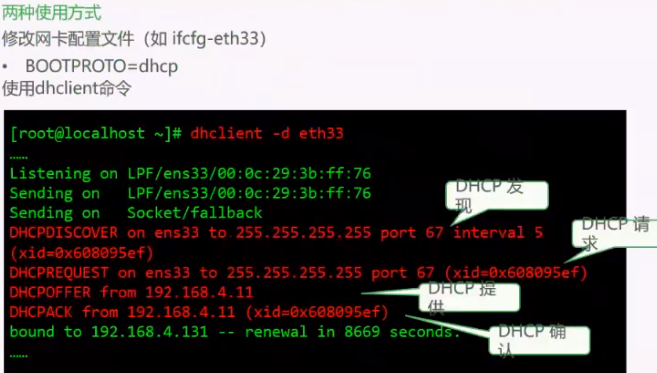 两种使用方式
修改网卡配置文件（如 ifcfg-eth33）
• BOOTPROTO=dhcp
使用dhclient命令
[root@localhost ~]# dhclient -d eth33
……
Listening on LPF/ens33/00:0c:29:3b:ff:76
Sending on   LPF/ens33/00:0c:29:3b:ff:76
Sending on   Socket/fallback
DHCP 发
现
DHCPDISCOVER on ens33 to 255.255.255.255 port 67 interval 5
(xid=0x608095ef)
DHCP 请
求
DHCPREQUEST on ens33 to 255.255.255.255 port 67 (xid=0x608095ef)
DHCPOFFER from 192.168.4.11
DHCP 提
供
DHCPACK from 192.168.4.11 (xid=0x608095ef)
bound to 192.168.4.131 -- renewal in 8669 seconds.
DHCP 确
认
……